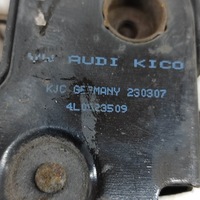 VW AUDI KICO
KJC GERMANY 230307
4L0823509